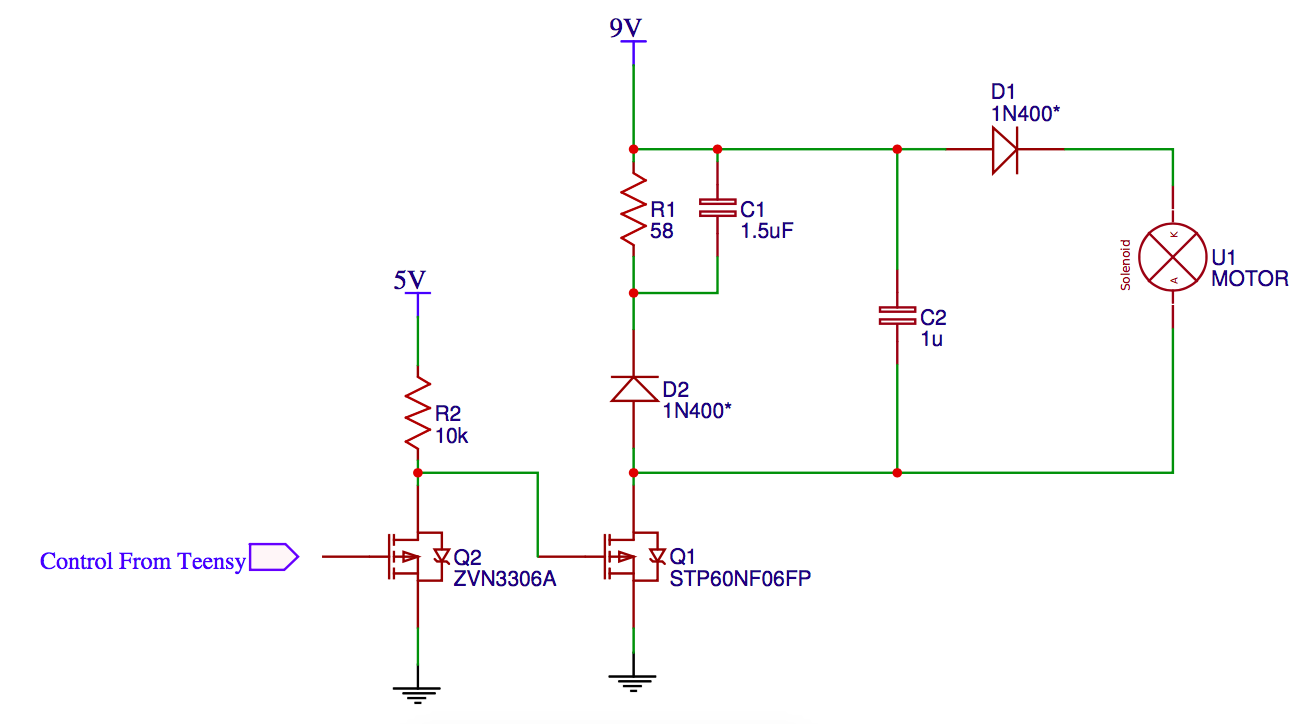 9V
D1
1N400*
R1
58
C1
1.5uF
K
Solenoid
A
U1
MOTOR
5V
C2
1u
D2
1N400*
R2
10k
Control From Teensy
Q2
ZVN3306A
Q1
STP60NF06FP